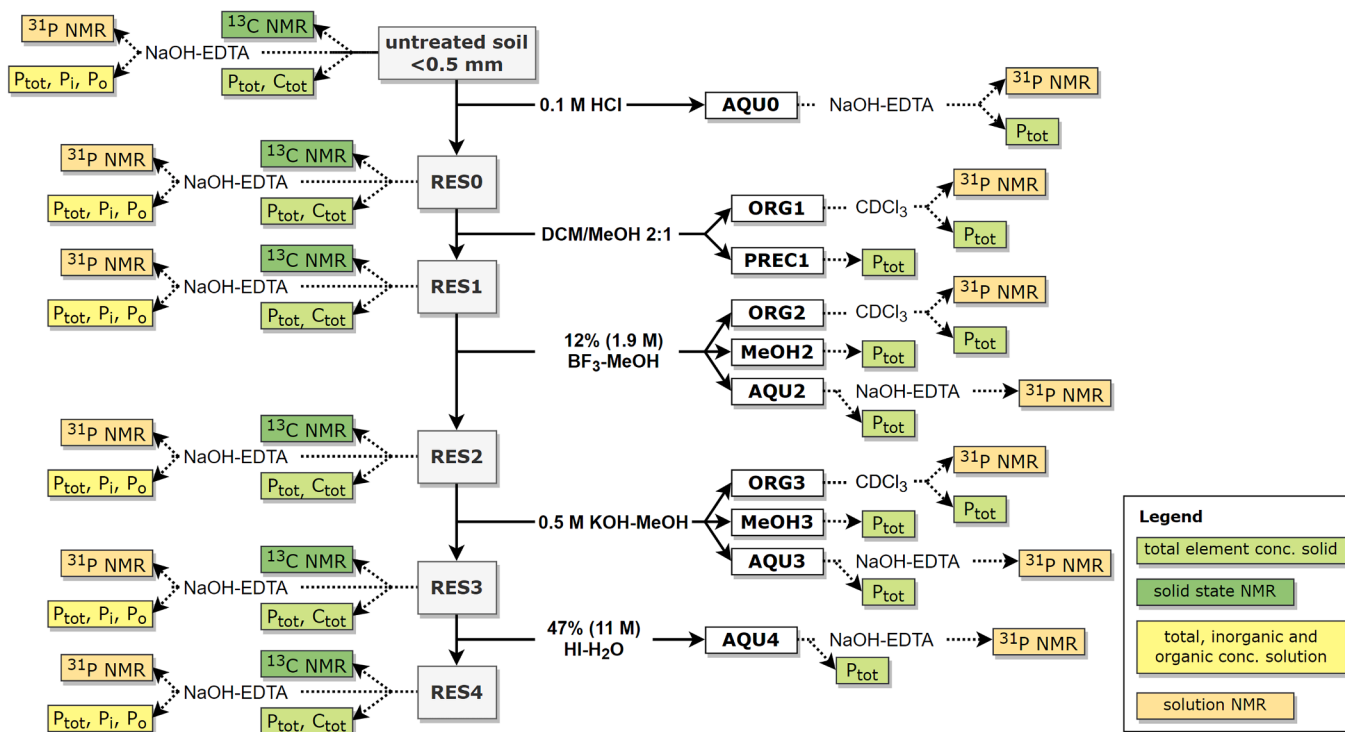 ³¹P NMR
¹³C NMR
NaOH-EDTA
untreated soil
<0.5 mm
Pₜₒₜ, Pᵢ, Pₒ
Pₜₒₜ, Cₜₒₜ
0.1 M HCl
AQU0
NaOH-EDTA
³¹P NMR
Pₜₒₜ
³¹P NMR
¹³C NMR
NaOH-EDTA
RES0
Pₜₒₜ, Pᵢ, Pₒ
Pₜₒₜ, Cₜₒₜ
DCM/MeOH 2:1
ORG1
CDCl₃
³¹P NMR
Pₜₒₜ
PREC1
Pₜₒₜ
³¹P NMR
¹³C NMR
NaOH-EDTA
RES1
Pₜₒₜ, Pᵢ, Pₒ
Pₜₒₜ, Cₜₒₜ
12% (1.9 M)
BF₃-MeOH
ORG2
CDCl₃
³¹P NMR
Pₜₒₜ
MeOH2
Pₜₒₜ
AQU2
NaOH-EDTA
³¹P NMR
Pₜₒₜ
³¹P NMR
¹³C NMR
NaOH-EDTA
RES2
Pₜₒₜ, Pᵢ, Pₒ
Pₜₒₜ, Cₜₒₜ
0.5 M KOH-MeOH
ORG3
CDCl₃
³¹P NMR
Pₜₒₜ
MeOH3
Pₜₒₜ
AQU3
NaOH-EDTA
³¹P NMR
Pₜₒₜ
³¹P NMR
¹³C NMR
NaOH-EDTA
RES3
Pₜₒₜ, Pᵢ, Pₒ
Pₜₒₜ, Cₜₒₜ
47% (11 M)
HI-H₂O
AQU4
NaOH-EDTA
³¹P NMR
Pₜₒₜ
³¹P NMR
¹³C NMR
NaOH-EDTA
RES4
Pₜₒₜ, Pᵢ, Pₒ
Pₜₒₜ, Cₜₒₜ
Legend
total element conc. solid
solid state NMR
total, inorganic and
organic conc. solution
solution NMR